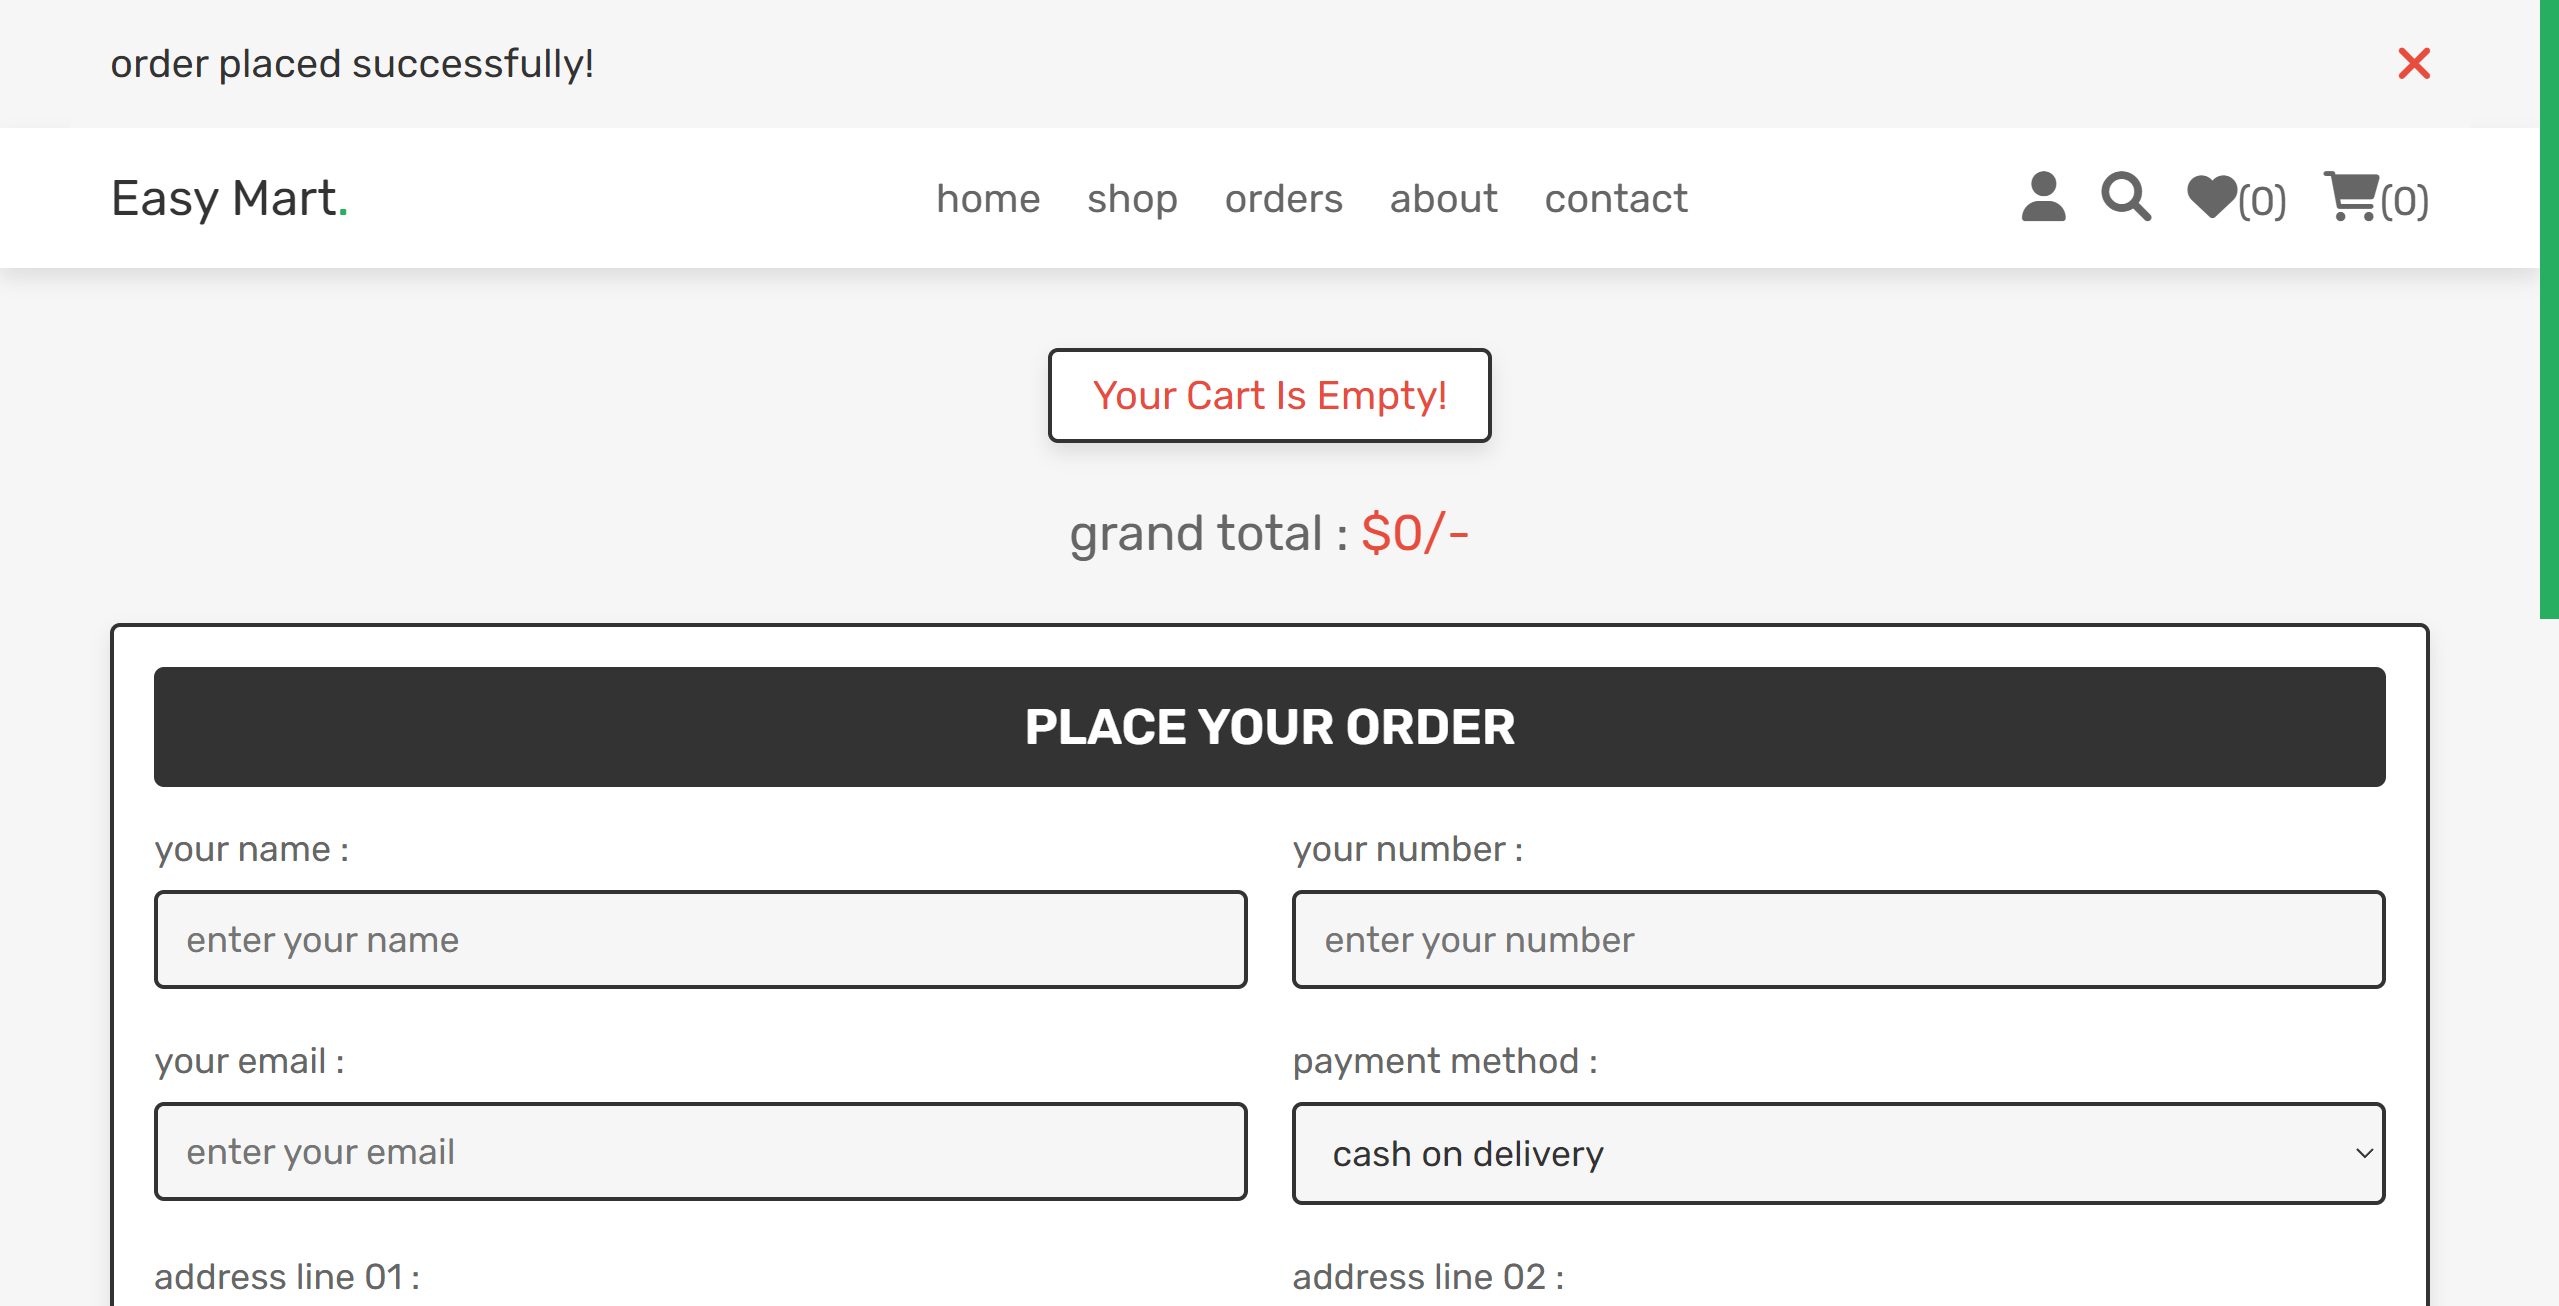 order placed successfully!
Easy Mart.
home shop orders about contact
(0) (0)
Your Cart Is Empty!
grand total : $0/-
PLACE YOUR ORDER
your name : your number :
enter your name enter your number
your email : payment method :
enter your email cash on delivery
address line 01 : address line 02 :